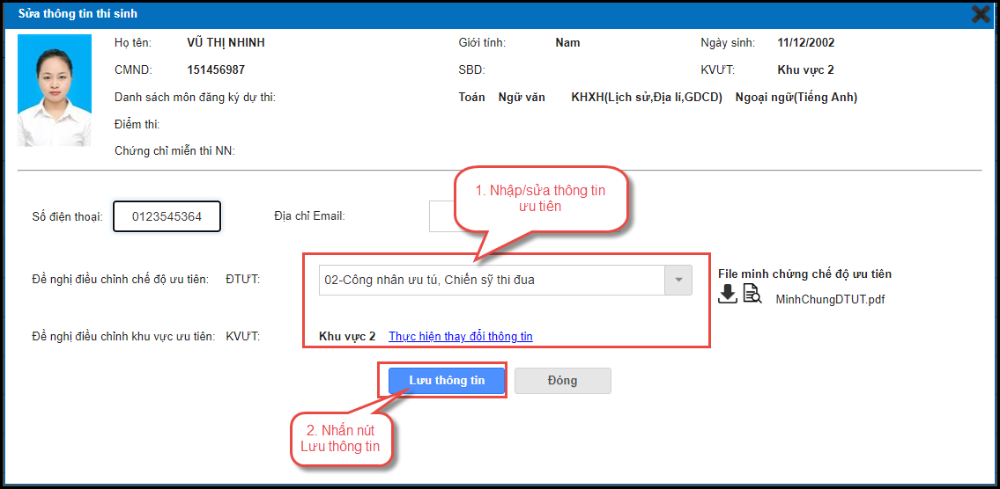 Sửa thông tin thí sinh
Họ tên: VŨ THỊ NHINH Giới tính: Nam Ngày sinh: 11/12/2002
CMND: 151456987 SBD: KVƯT: Khu vực 2
Danh sách môn đăng ký dự thi: Toán Ngữ văn KHXH(Lịch sử,Địa lí,GDCD) Ngoại ngữ(Tiếng Anh)
Điểm thi:
Chứng chỉ miễn thi NN:
1. Nhập/sửa thông tin
ưu tiên
Số điện thoại: 0123545364 Địa chỉ Email:
Đề nghị điều chỉnh chế độ ưu tiên: ĐTƯT: 02-Công nhân ưu tú, Chiến sỹ thi đua
File minh chứng chế độ ưu tiên
MinhChungDTUT.pdf
Đề nghị điều chỉnh khu vực ưu tiên: KVƯT: Khu vực 2 Thực hiện thay đổi thông tin
Lưu thông tin Đóng
2. Nhấn nút
Lưu thông tin